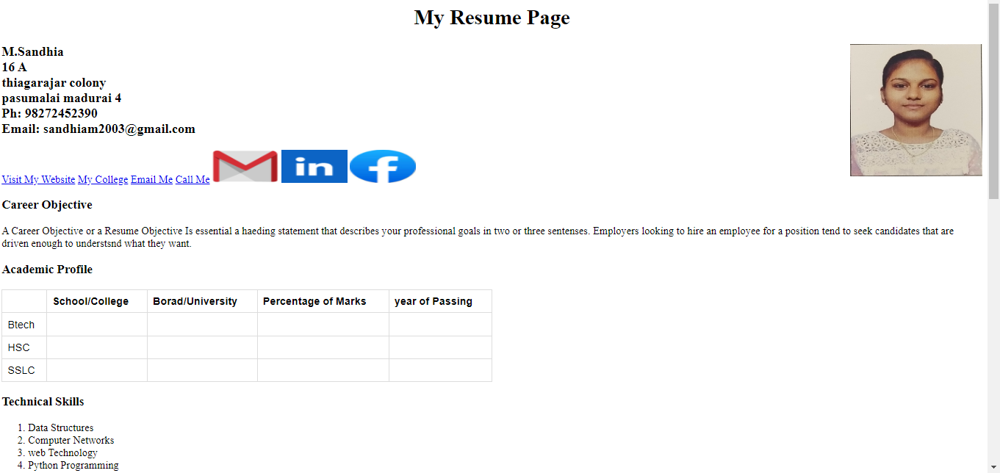 My Resume Page
M.Sandhia
16 A
thiagarajar colony
pasumalai madurai 4
Ph: 98272452390
Email: sandhiam2003@gmail.com
Visit My Website My College Email Me Call Me in f
Career Objective
A Career Objective or a Resume Objective Is essential a haeding statement that describes your professional goals in two or three sentenses. Employers looking to hire an employee for a position tend to seek candidates that are
driven enough to understsnd what they want.
Academic Profile
School/College Borad/University Percentage of Marks year of Passing
Btech
HSC
SSLC
Technical Skills
1. Data Structures
2. Computer Networks
3. web Technology
4. Python Programming